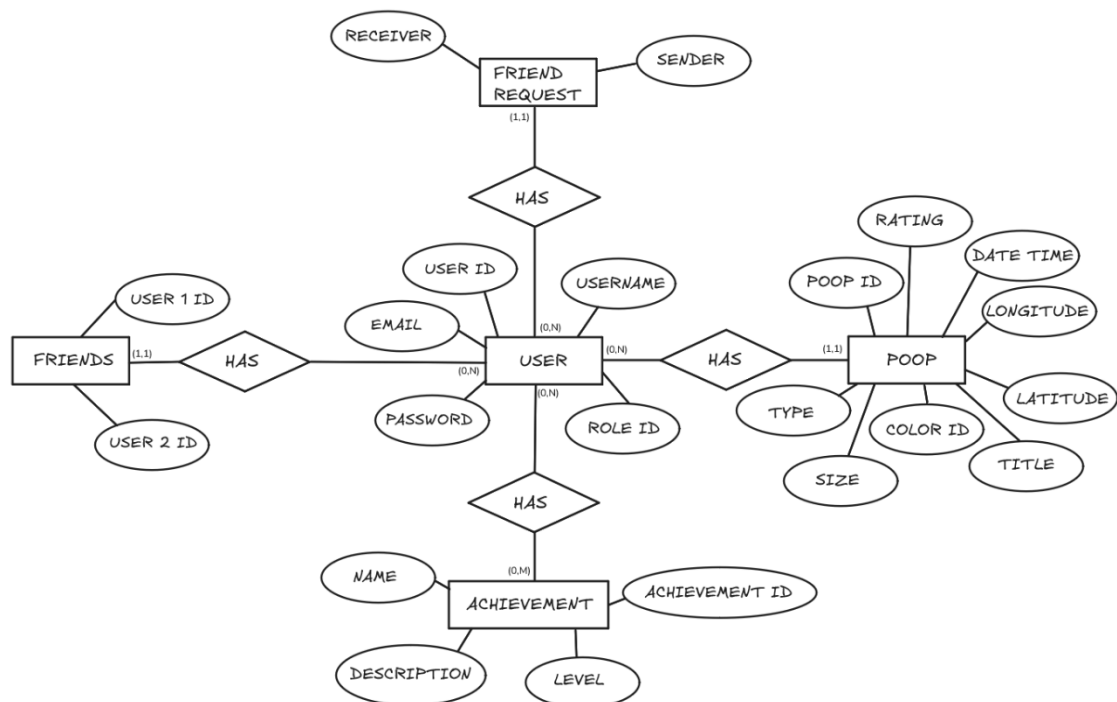 RECEIVER
SENDER
FRIEND
REQUEST
(1,1)
HAS
RATING
DATE TIME
USER ID
USERNAME
POOP ID
USER 1 ID
LONGITUDE
EMAIL
(0,N)
FRIENDS
(1,1)
HAS
(0,N)
USER
(0,N)
HAS
(1,1)
POOP
(0,N)
LATITUDE
PASSWORD
ROLE ID
TYPE
COLOR ID
USER 2 ID
TITLE
SIZE
HAS
(0,M)
NAME
ACHIEVEMENT
ACHIEVEMENT ID
DESCRIPTION
LEVEL